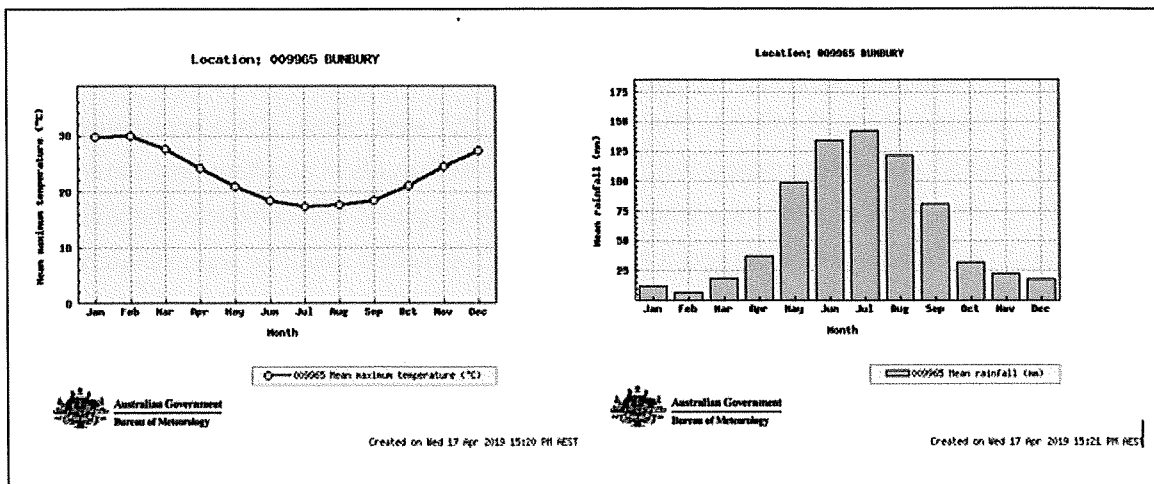 Location: 009965 BUNBURY
Mean maximum temperature (°C)
30
20
10
0
Jan Feb Mar Apr May Jun Jul Aug Sep Oct Nov Dec
Month
009965 Mean maximum temperature (°C)
Australian Government
Bureau of Meteorology
Created on Wed 17 Apr 2019 15:20 PM AEST
Location: 009965 BUNBURY
Mean rainfall (mm)
175
150
125
100
75
50
25
Jan Feb Mar Apr May Jun Jul Aug Sep Oct Nov Dec
Month
009965 Mean rainfall (mm)
Australian Government
Bureau of Meteorology
Created on Wed 17 Apr 2019 15:21 PM AEST